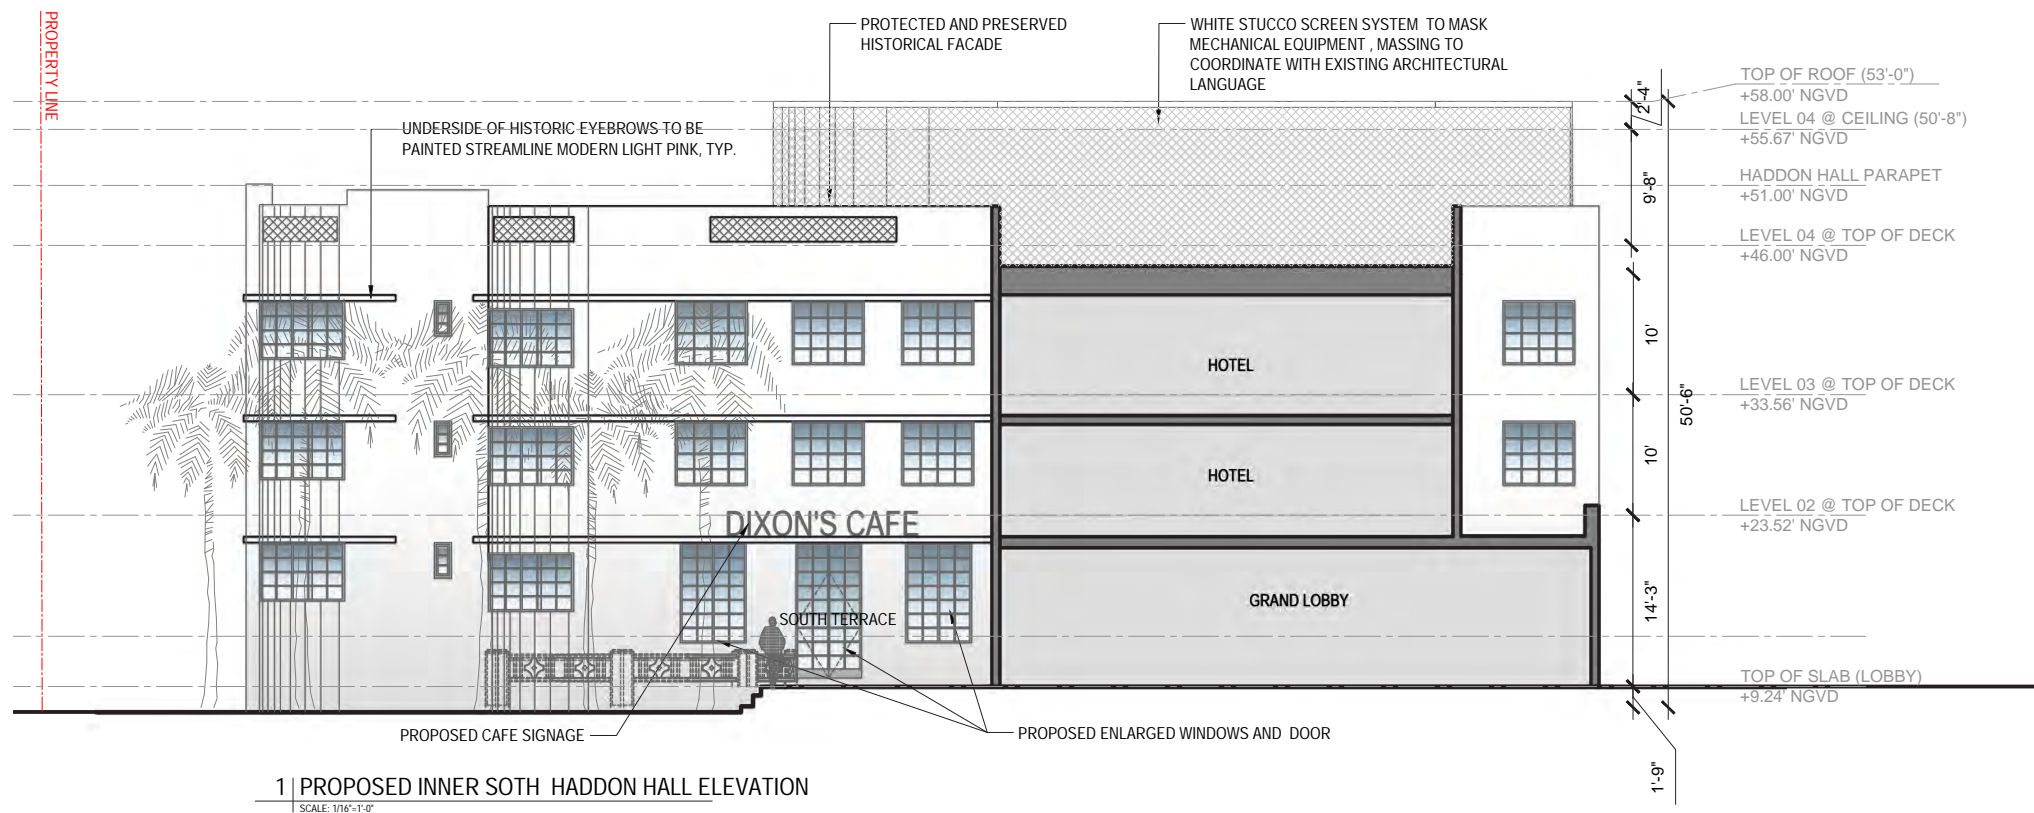 PROPERTY LINE
PROTECTED AND PRESERVED
HISTORICAL FACADE
WHITE STUCCO SCREEN SYSTEM TO MASK
MECHANICAL EQUIPMENT , MASSING TO
COORDINATE WITH EXISTING ARCHITECTURAL
LANGUAGE
UNDERSIDE OF HISTORIC EYEBROWS TO BE
PAINTED STREAMLINE MODERN LIGHT PINK, TYP.
TOP OF ROOF (53'-0")
+58.00' NGVD
LEVEL 04 @ CEILING (50'-8")
+55.67' NGVD
HADDON HALL PARAPET
+51.00' NGVD
LEVEL 04 @ TOP OF DECK
+46.00' NGVD
LEVEL 03 @ TOP OF DECK
+33.56' NGVD
LEVEL 02 @ TOP OF DECK
+23.52' NGVD
TOP OF SLAB (LOBBY)
+9.24' NGVD
2'-4"
9'-8"
10'
50'-6"
10'
14'-3"
1'-9"
HOTEL
HOTEL
GRAND LOBBY
DIXON'S CAFE
SOUTH TERRACE
PROPOSED CAFE SIGNAGE
PROPOSED ENLARGED WINDOWS AND DOOR
1 PROPOSED INNER SOTH HADDON HALL ELEVATION
SCALE: 1/16"=1'-0"